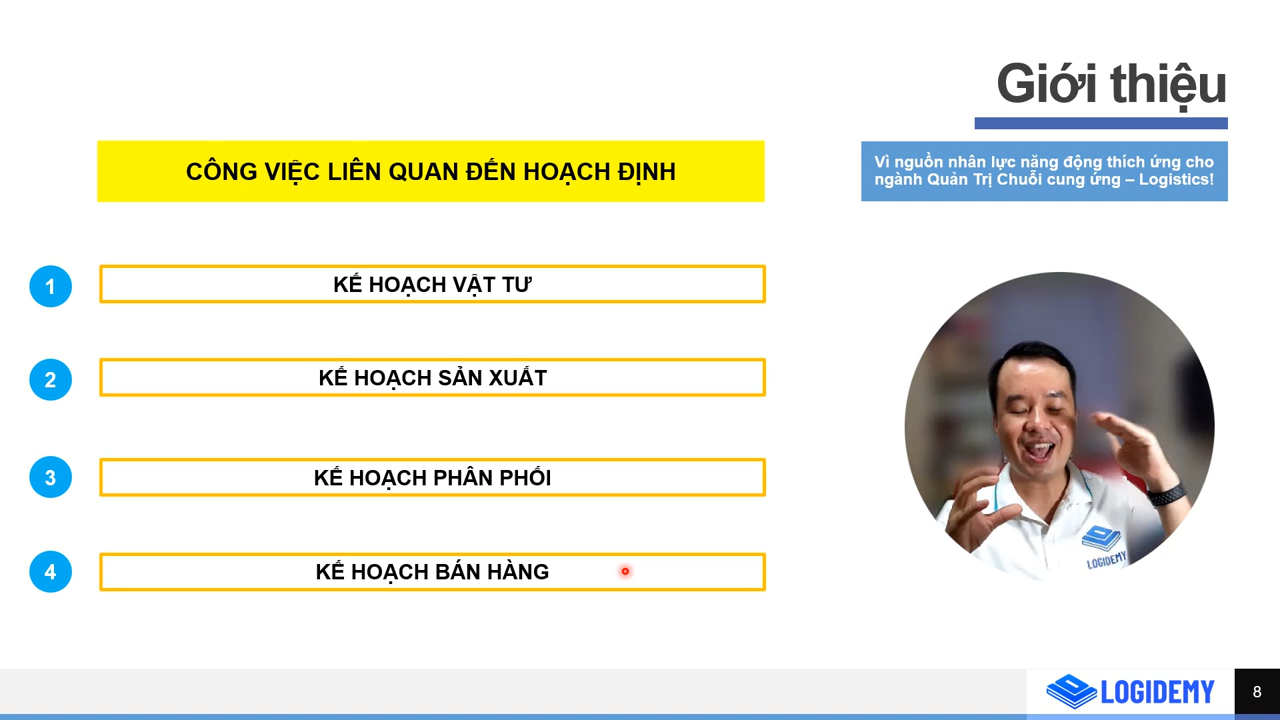 Giới thiệu
CÔNG VIỆC LIÊN QUAN ĐẾN HOẠCH ĐỊNH
Vì nguồn nhân lực năng động thích ứng cho
ngành Quản Trị Chuỗi cung ứng – Logistics!
1
KẾ HOẠCH VẬT TƯ
2
KẾ HOẠCH SẢN XUẤT
3
KẾ HOẠCH PHÂN PHỐI
4
KẾ HOẠCH BÁN HÀNG
LOGIDEMY
LOGIDEMY
8